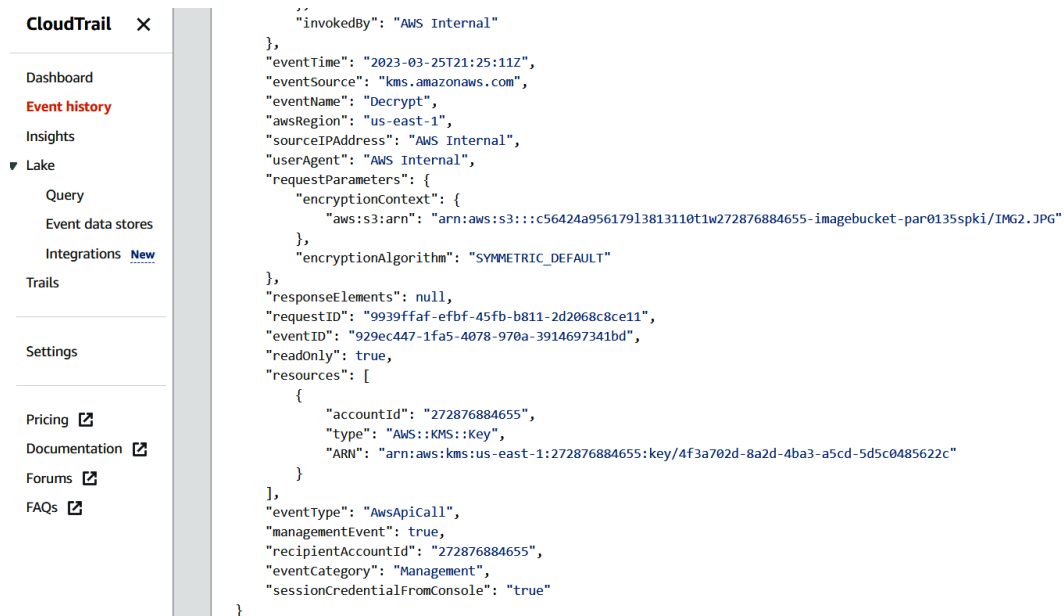 CloudTrail
Dashboard
Event history
Insights
Lake
Query
Event data stores
Integrations New
Trails
Settings
Pricing
Documentation
Forums
FAQs
"invokedBy": "AWS Internal"
},
"eventTime": "2023-03-25T21:25:11Z",
"eventSource": "kms.amazonaws.com",
"eventName": "Decrypt",
"awsRegion": "us-east-1",
"sourceIPAddress": "AWS Internal",
"userAgent": "AWS Internal",
"requestParameters": {
"encryptionContext": {
"aws:s3:arn": "arn:aws:s3:::c56424a956179l3813110t1w272876884655-imagebucket-par0135spki/IMG2.JPG"
},
"encryptionAlgorithm": "SYMMETRIC_DEFAULT"
},
"responseElements": null,
"requestID": "9939ffaf-efbf-45fb-b811-2d2068c8ce11",
"eventID": "929ec447-1fa5-4078-970a-3914697341bd",
"readOnly": true,
"resources": [
{
"accountId": "272876884655",
"type": "AWS::KMS::Key",
"ARN": "arn:aws:kms:us-east-1:272876884655:key/4f3a702d-8a2d-4ba3-a5cd-5d5c0485622c"
}
],
"eventType": "AwsApiCall",
"managementEvent": true,
"recipientAccountId": "272876884655",
"eventCategory": "Management",
"sessionCredentialFromConsole": "true"
}